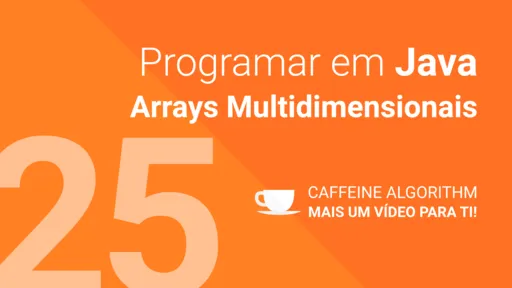 Programar em Java
Arrays Multidimensionais
25
CAFFEINE ALGORITHM
MAIS UM VÍDEO PARA TI!